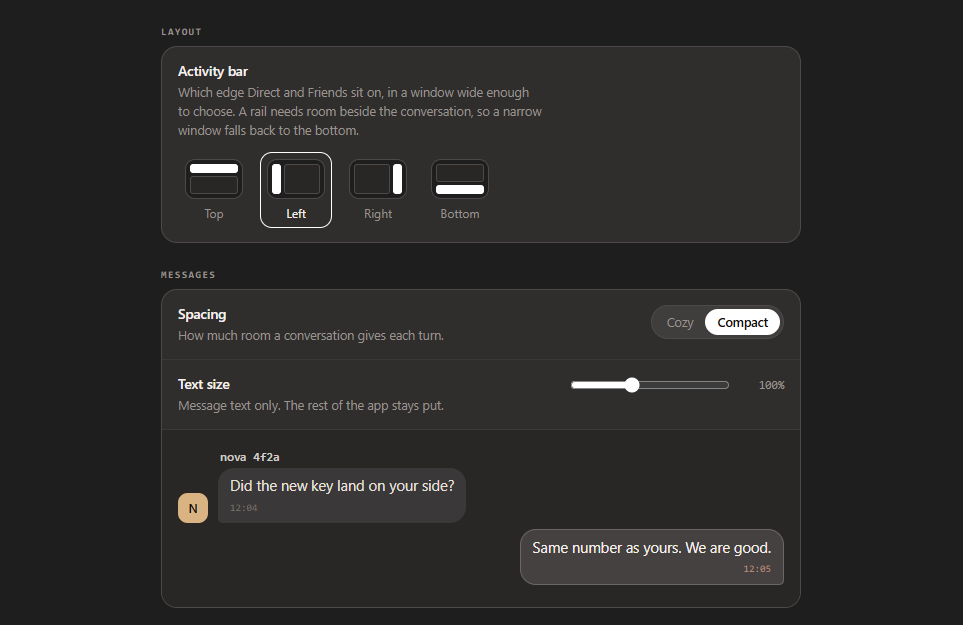 LAYOUT
Activity bar
Which edge Direct and Friends sit on, in a window wide enough
to choose. A rail needs room beside the conversation, so a narrow
window falls back to the bottom.
Top Left Right Bottom
MESSAGES
Spacing
How much room a conversation gives each turn.
Cozy Compact
Text size
Message text only. The rest of the app stays put.
100%
nova 4f2a
N
Did the new key land on your side?
12:04
Same number as yours. We are good.
12:05